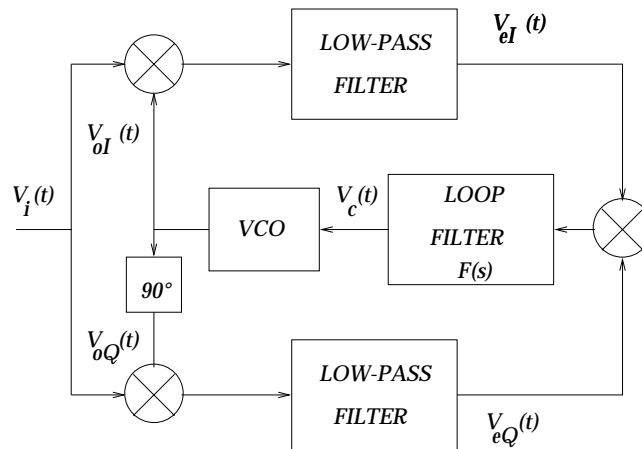 LOW-PASS
FILTER
V_eI (t)
V_oI (t)
V_i (t)
VCO
V_c (t)
LOOP
FILTER
F(s)
90°
V_oQ (t)
LOW-PASS
FILTER
V_eQ (t)